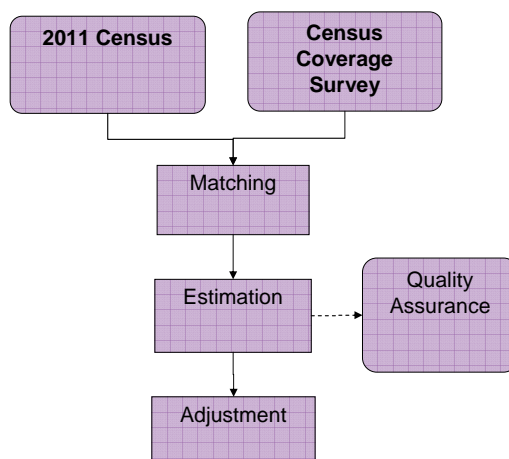 2011 Census
Census
Coverage
Survey
Matching
Estimation
Quality
Assurance
Adjustment